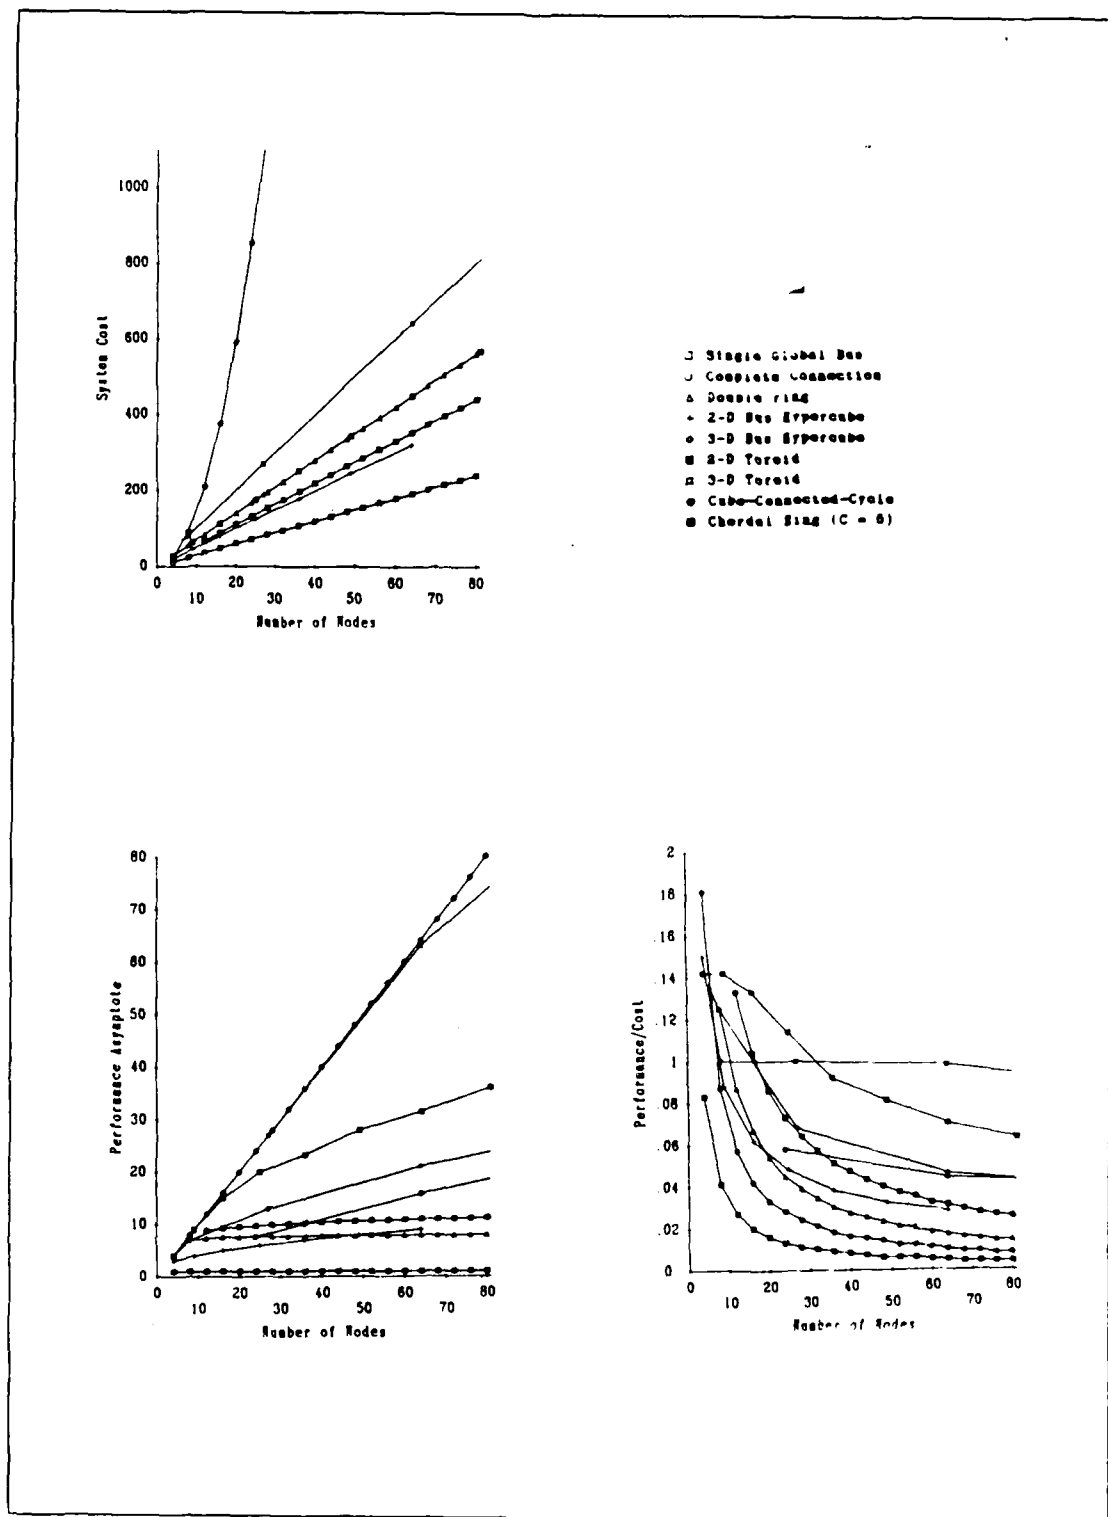 1000
800
600
400
200
0
System Cost
0 20 40 60 80
10 30 50 70
Number of Nodes
Single Global Bus
Complete Connection
Double ring
2-D Bus Hypercube
3-D Bus Hypercube
2-D Toroid
3-D Toroid
Cube-Connected-Cycle
Chordal Ring (C = 6)
80
70
60
50
40
30
20
10
0
Performance Asymptote
0 20 40 60 80
10 30 50 70
Number of Nodes
2
18
.16
.14
.12
1
0.08
0.06
0.04
0.02
0
Performance/Cost
0 20 40 60 80
10 30 50 70
Number of Nodes